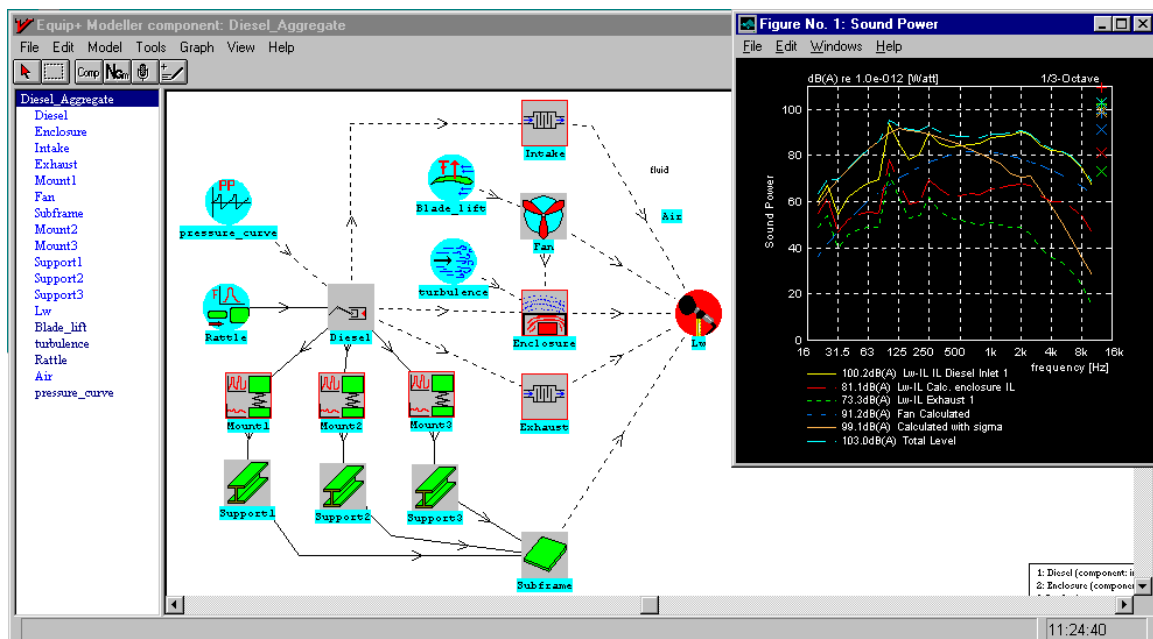 Equip+ Modeller component: Diesel_Aggregate
File Edit Model Tools Graph View Help
Comp
Diesel_Aggregate
Diesel
Enclosure
Intake
Exhaust
Mount1
Fan
Subframe
Mount2
Mount3
Support1
Support2
Support3
Lw
Blade_lift
turbulence
Rattle
Air
pressure_curve
PP
pressure_curve
F
Rattle
Diesel
Blade_lift
turbulence
Intake
Fan
Enclosure
Exhaust
fluid
Air
Lw
Mount1
Mount2
Mount3
Support1
Support2
Support3
Subframe
1: Diesel (component: i
2: Enclosure (compone
11:24:40
Figure No. 1: Sound Power
File Edit Windows Help
dB(A) re 1.0e-012 [Watt] 1/3-Octave
Sound Power
100
80
60
40
20
0
16 31.5 63 125 250 500 1k 2k 4k 8k 16k
frequency [Hz]
100.2dB(A) Lw-IL IL Diesel Inlet 1
81.1dB(A) Lw-IL Calc. enclosure IL
73.3dB(A) Lw-IL Exhaust 1
91.2dB(A) Fan Calculated
99.1dB(A) Calculated with sigma
103.0dB(A) Total Level